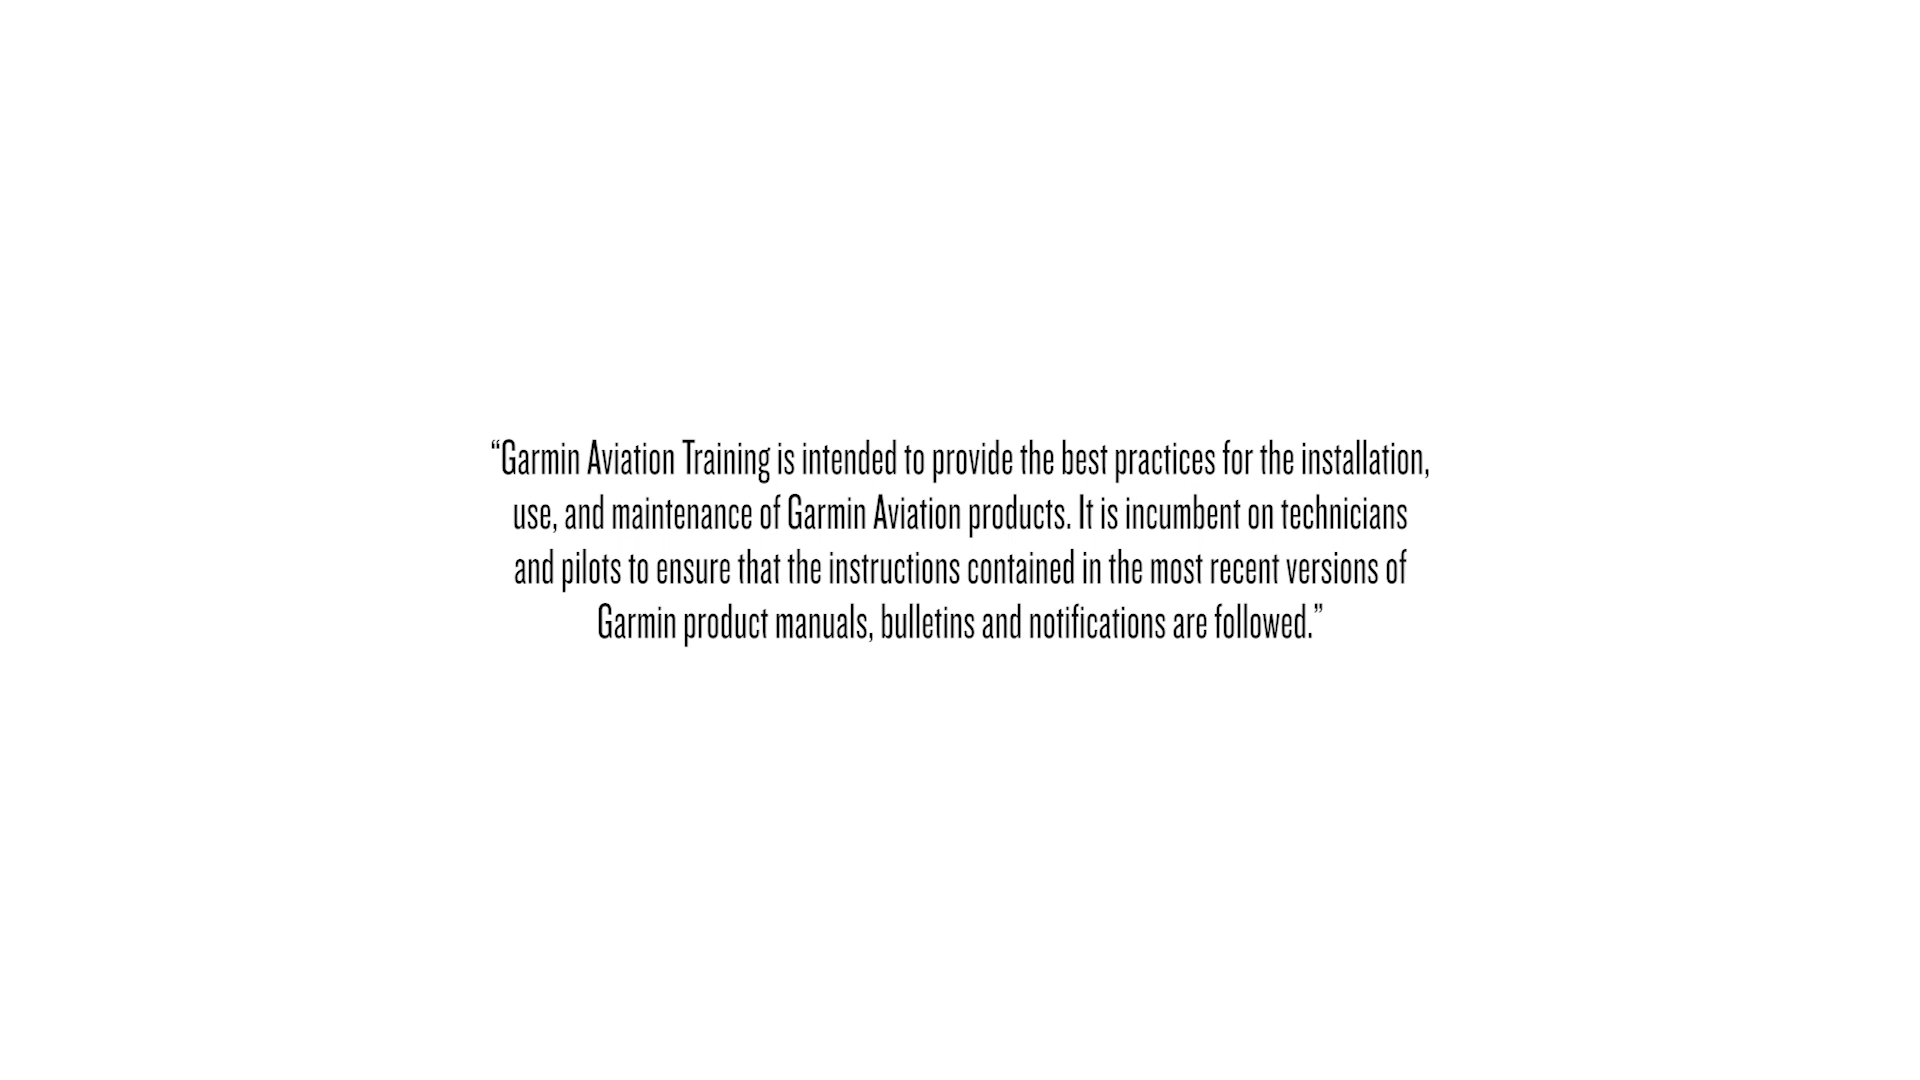 “Garmin Aviation Training is intended to provide the best practices for the installation,
use, and maintenance of Garmin Aviation products. It is incumbent on technicians
and pilots to ensure that the instructions contained in the most recent versions of
Garmin product manuals, bulletins and notifications are followed.”